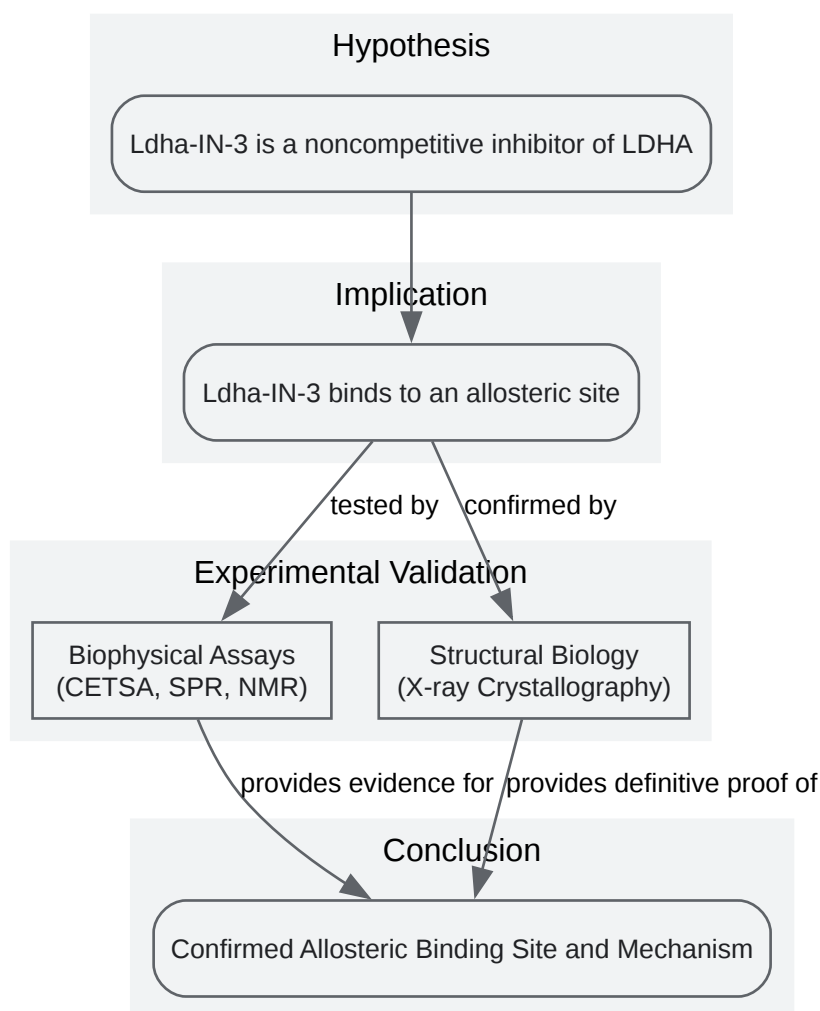 Hypothesis
Ldha-IN-3 is a noncompetitive inhibitor of LDHA
Implication
Ldha-IN-3 binds to an allosteric site
tested by
confirmed by
Experimental Validation
Biophysical Assays
(CETSA, SPR, NMR)
Structural Biology
(X-ray Crystallography)
provides evidence for
provides definitive proof of
Conclusion
Confirmed Allosteric Binding Site and Mechanism